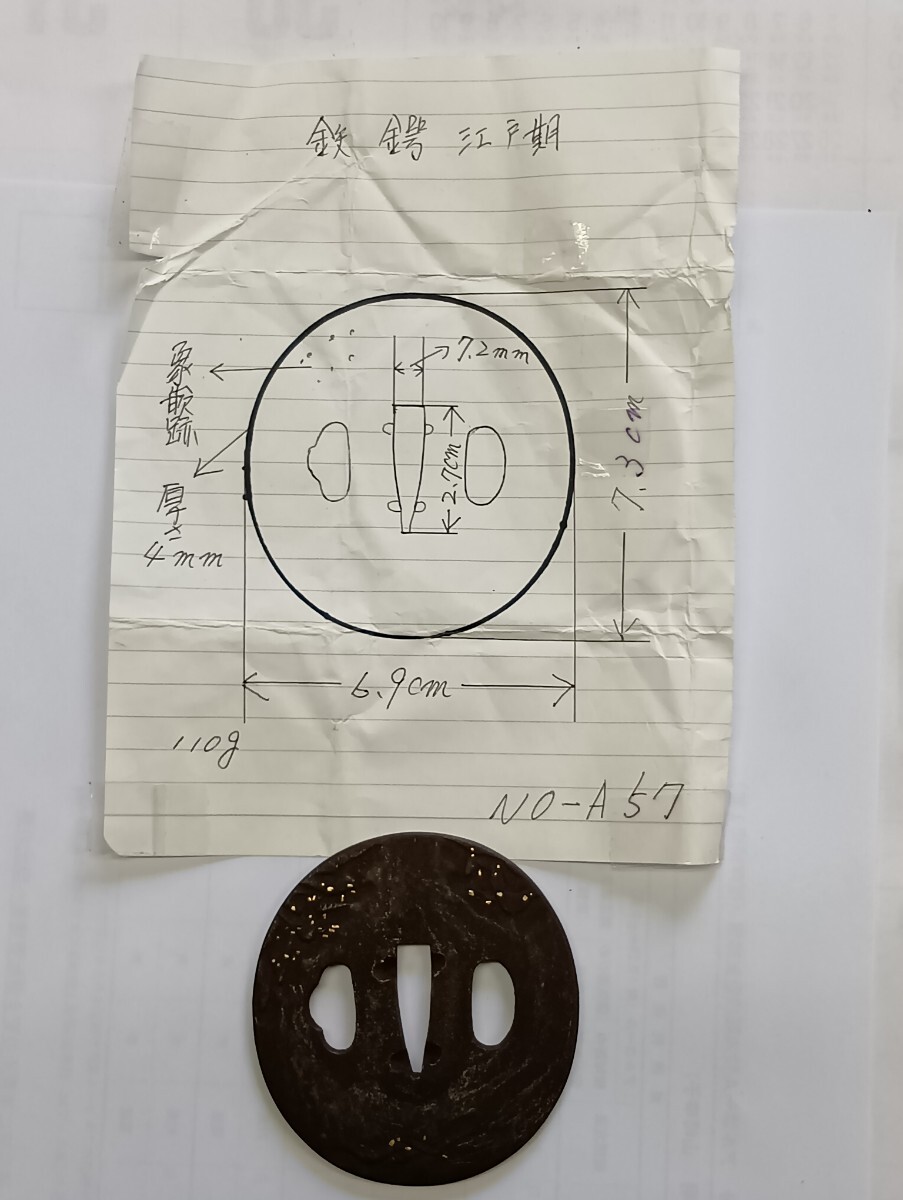 鉄 鍔 江戸期
7.2mm
象嵌跡
2.7cm
7.3cm
厚さ
4mm
6.9cm
110g
NO-A57